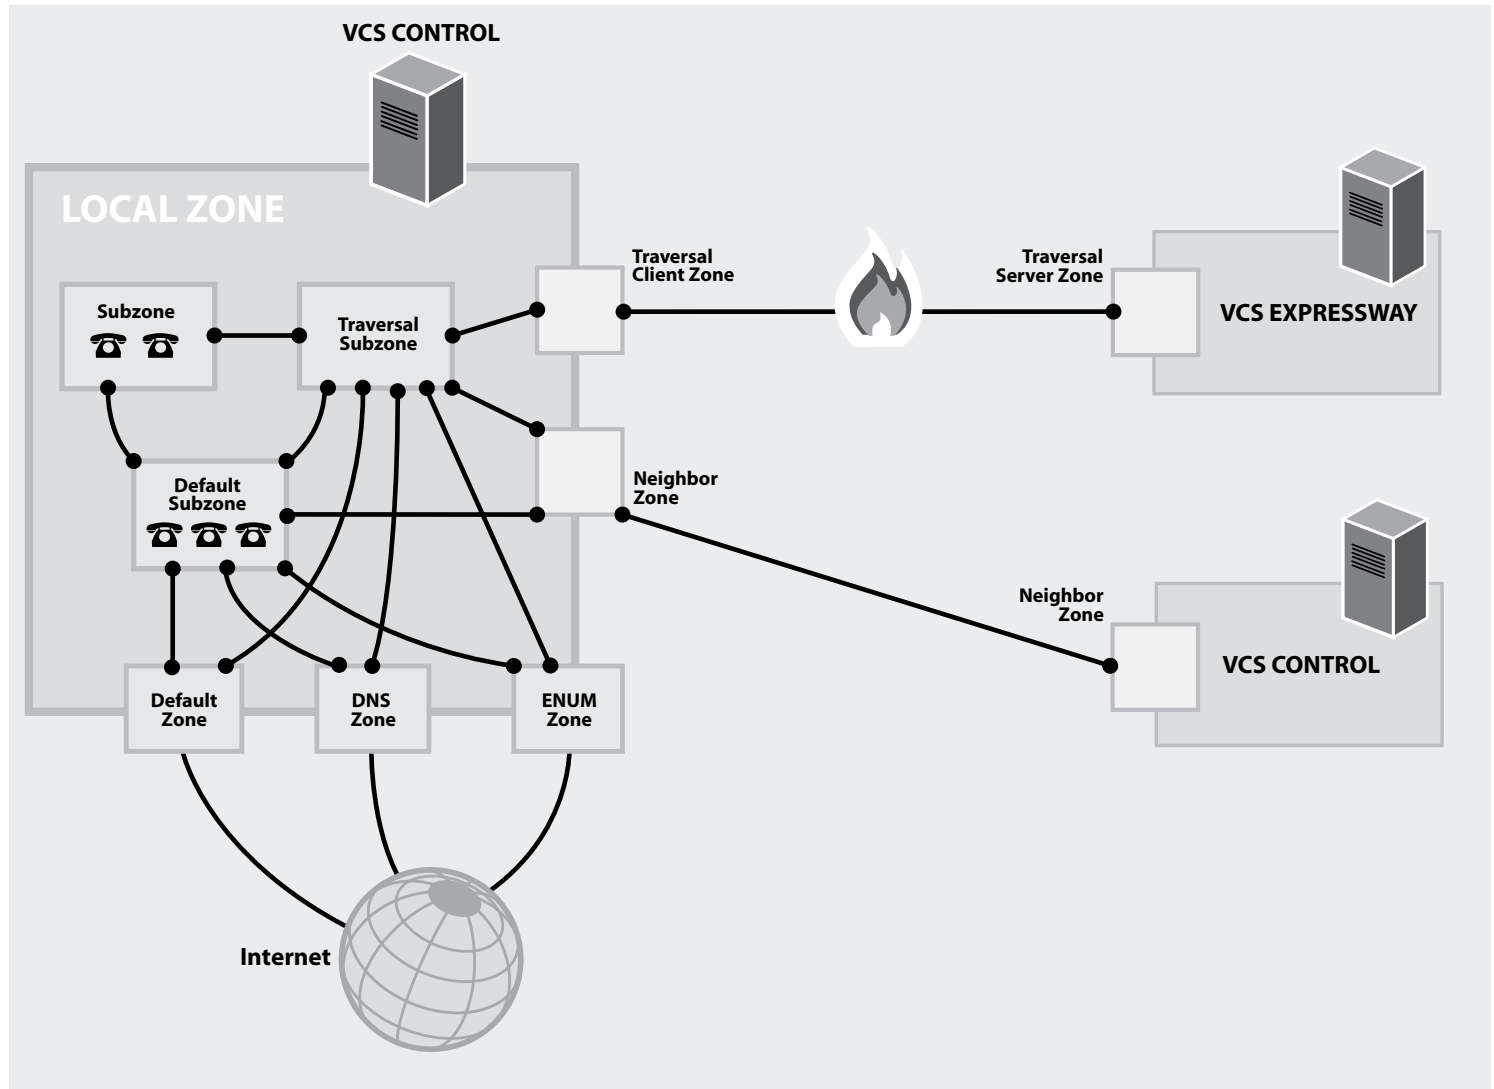 VCS CONTROL
LOCAL ZONE
Traversal
Client Zone
Traversal
Server Zone
VCS EXPRESSWAY
Subzone
Traversal
Subzone
Default
Subzone
Neighbor
Zone
Neighbor
Zone
VCS CONTROL
Default
Zone
DNS
Zone
ENUM
Zone
Internet